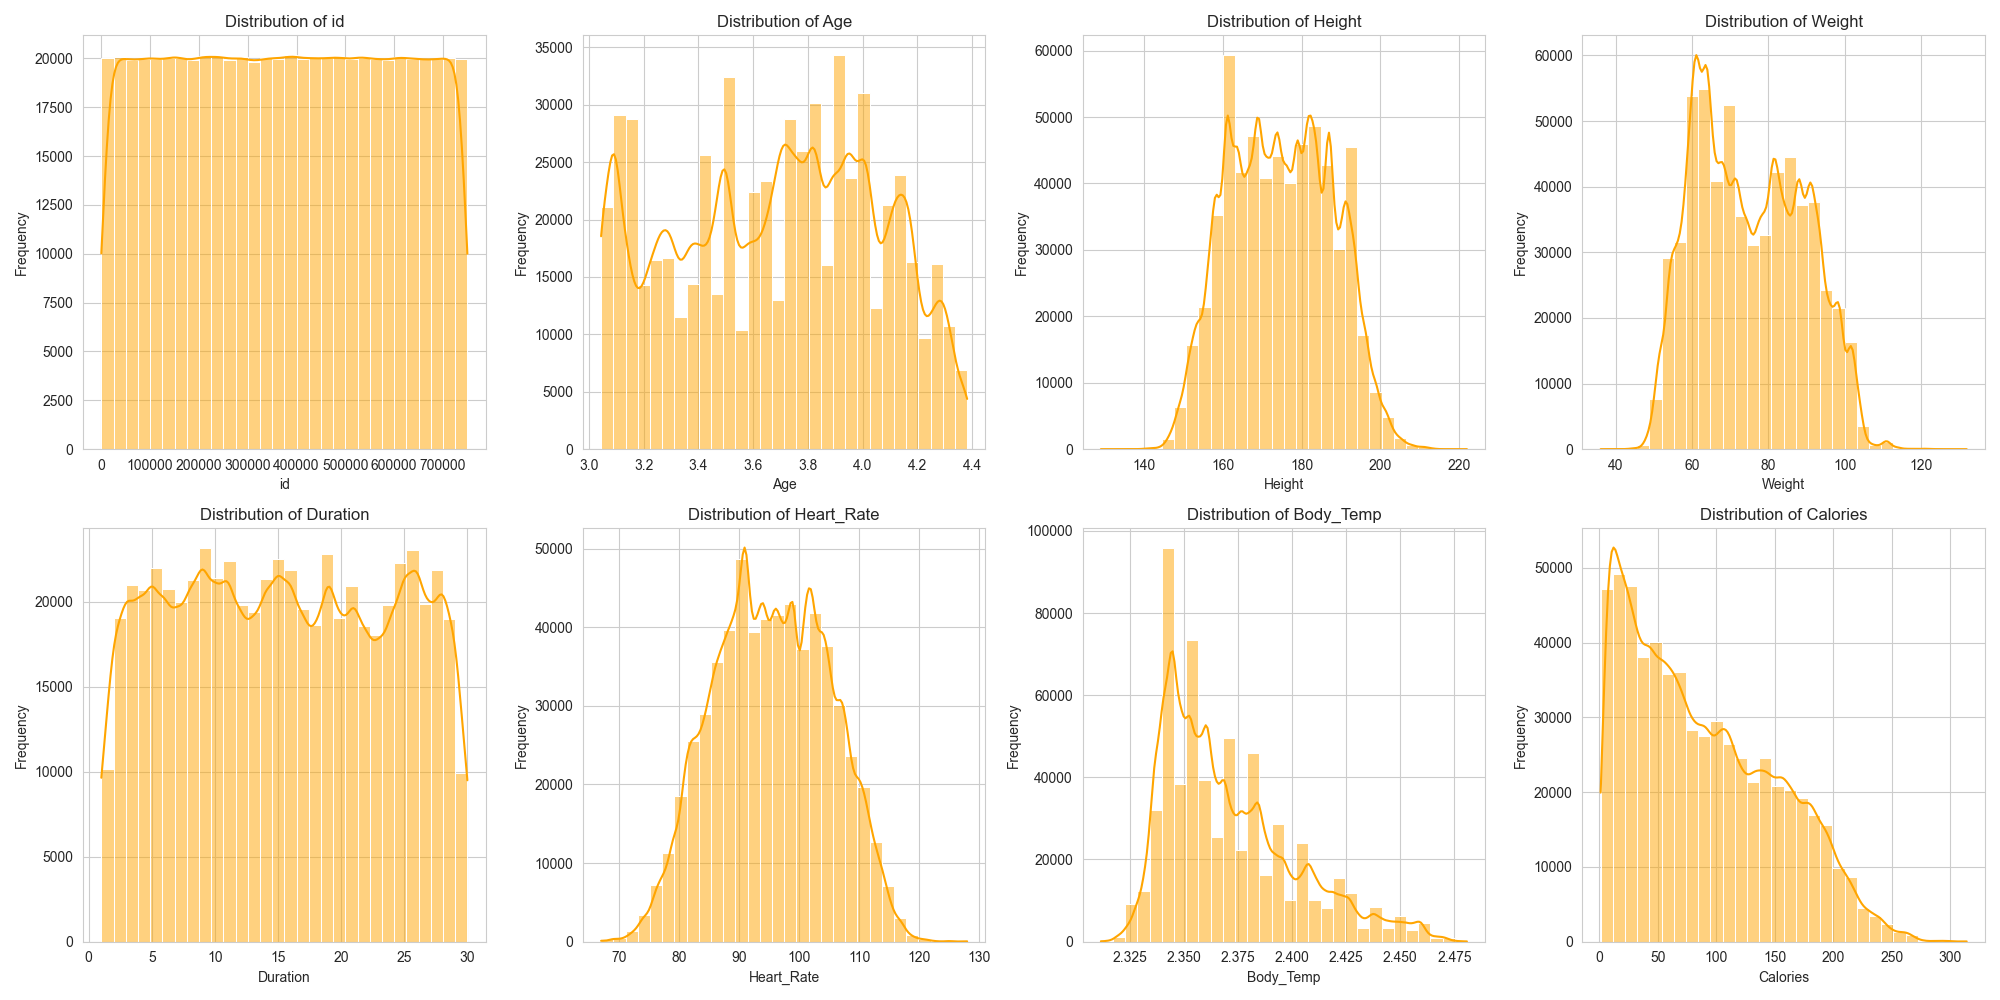 Distribution of id
20000
17500
15000
12500
10000
7500
5000
2500
0
Frequency
0 100000 200000 300000 400000 500000 600000 700000
id
Distribution of Age
35000
30000
25000
20000
15000
10000
5000
0
Frequency
3.0 3.2 3.4 3.6 3.8 4.0 4.2 4.4
Age
Distribution of Height
60000
50000
40000
30000
20000
10000
0
Frequency
140 160 180 200 220
Height
Distribution of Weight
60000
50000
40000
30000
20000
10000
0
Frequency
40 60 80 100 120
Weight
Distribution of Duration
20000
15000
10000
5000
0
Frequency
0 5 10 15 20 25 30
Duration
Distribution of Heart_Rate
50000
40000
30000
20000
10000
0
Frequency
70 80 90 100 110 120 130
Heart_Rate
Distribution of Body_Temp
100000
80000
60000
40000
20000
0
Frequency
2.325 2.350 2.375 2.400 2.425 2.450 2.475
Body_Temp
Distribution of Calories
50000
40000
30000
20000
10000
0
Frequency
0 50 100 150 200 250 300
Calories